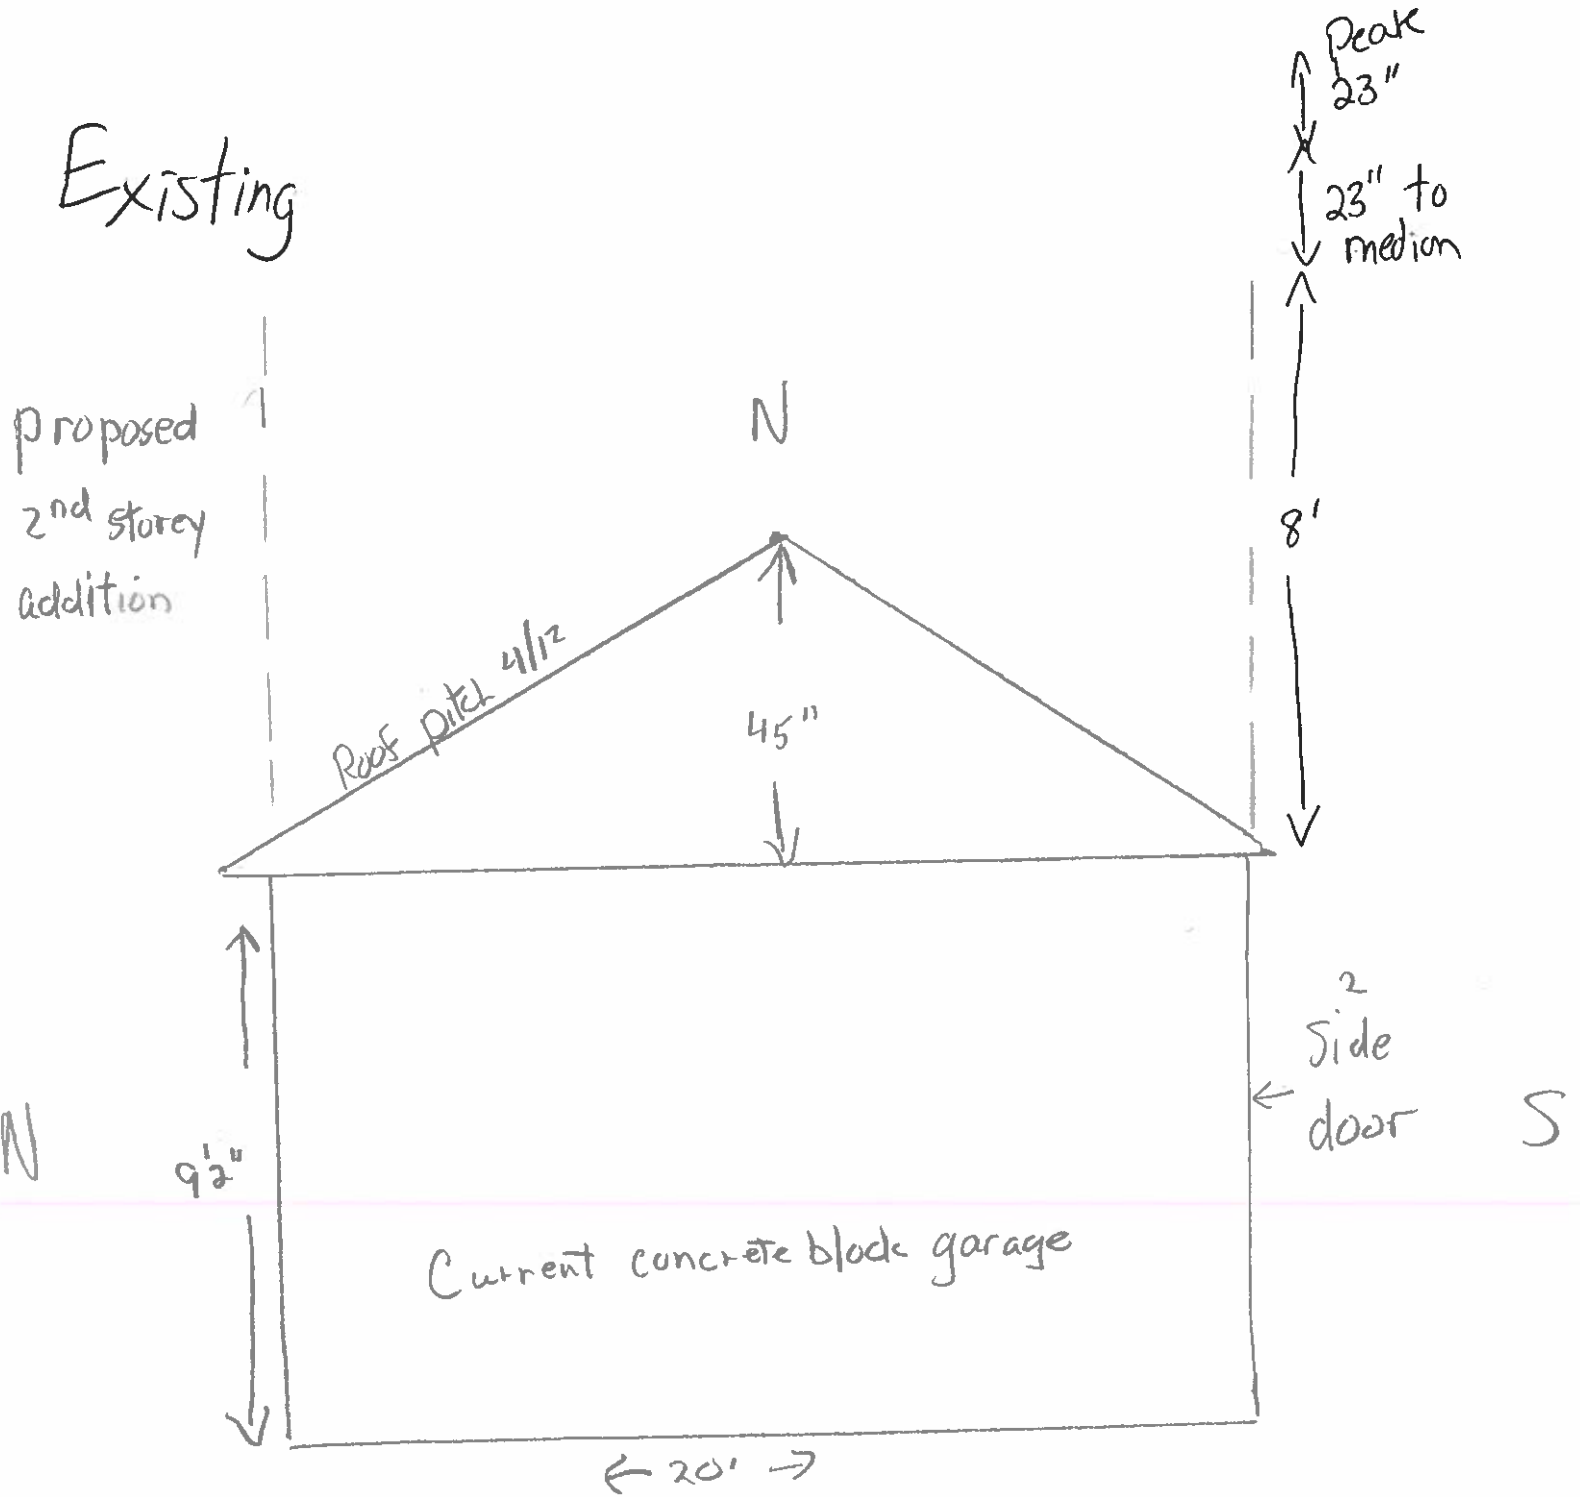 Peak
23"
Existing
23" to
median
N
proposed
2nd storey
addition
8'
Roof pitch 4/12
45"
2
Side
door
N
S
9'2"
Current concrete block garage
20'